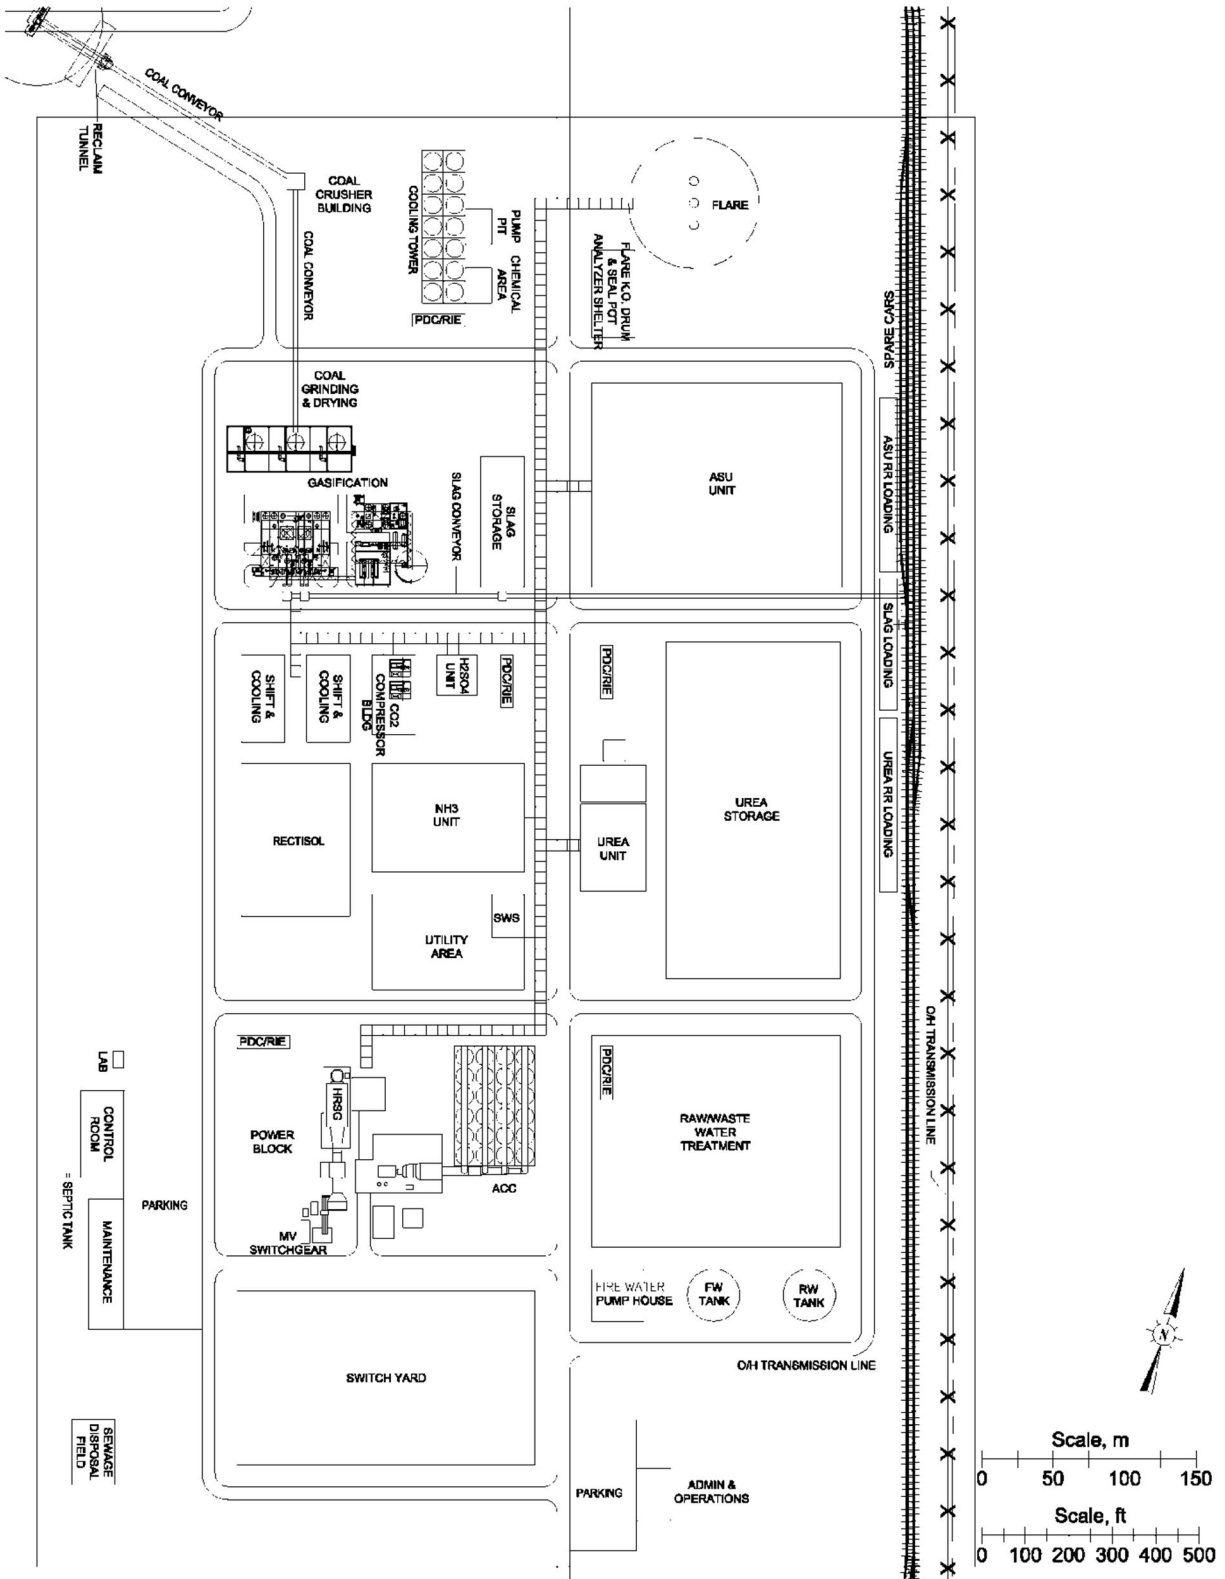 COAL CONVEYOR
RECLAIM
TUNNEL
COAL
CRUSHER
BUILDING
COAL CONVEYOR
COOLING TOWER
PUMP
PIT
CHEMICAL
AREA
PDC/RIE
FLARE
FLARE K.O. DRUM
& SEAL POT
ANALYZER SHELTER
SPARE CARS
COAL
GRINDING
& DRYING
GASIFICATION
SLAG CONVEYOR
SLAG
STORAGE
ASU
UNIT
ASU RR LOADING
SLAG LOADING
SHIFT &
COOLING
SHIFT &
COOLING
CO2
COMPRESSOR
BLDG
H2SO4
UNIT
PDC/RIE
PDC/RIE
UREA RR LOADING
RECTISOL
NH3
UNIT
UREA
UNIT
UREA
STORAGE
SWS
UTILITY
AREA
O/H TRANSMISSION LINE
PDC/RIE
LAB
CONTROL
ROOM
HRSG
POWER
BLOCK
ACC
PDC/RIE
RAW/WASTE
WATER
TREATMENT
= SEPTIC TANK
PARKING
MAINTENANCE
MV
SWITCHGEAR
FIRE WATER
PUMP HOUSE
FW
TANK
RW
TANK
N
O/H TRANSMISSION LINE
SWITCH YARD
SEWAGE
DISPOSAL
FIELD
PARKING
ADMIN &
OPERATIONS
Scale, m
0 50 100 150
Scale, ft
0 100 200 300 400 500